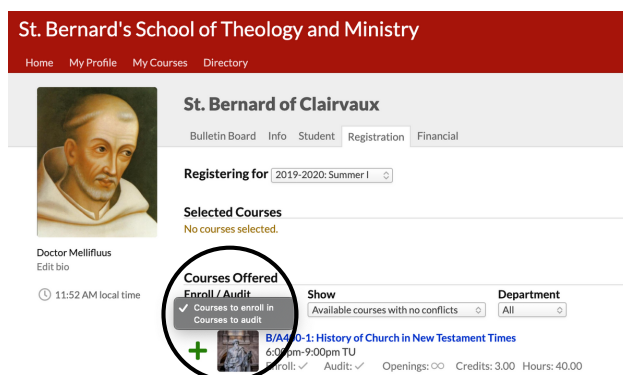 St. Bernard's School of Theology and Ministry
Home My Profile My Courses Directory
St. Bernard of Clairvaux
Bulletin Board Info Student Registration Financial
Registering for 2019-2020: Summer I
Selected Courses
No courses selected.
Doctor Mellifluus
Edit bio
11:52 AM local time
Courses Offered
Enroll / Audit Show Department
✓ Courses to enroll in
Courses to audit
Available courses with no conflicts All
B/A400-1: History of Church in New Testament Times
6:00pm-9:00pm TU
Enroll: ✓ Audit: ✓ Openings: ∞ Credits: 3.00 Hours: 40.00